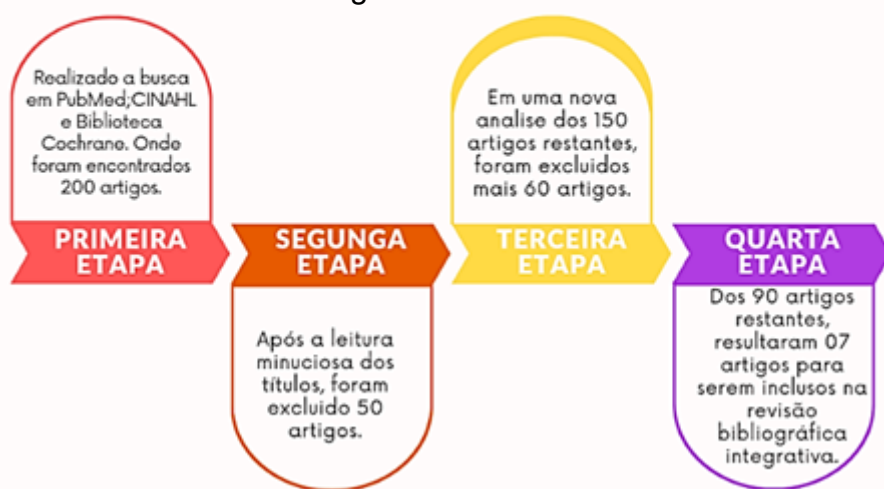 Realizado a busca
em PubMed;CINAHL
e Biblioteca
Cochrane. Onde
foram encontrados
200 artigos.
PRIMEIRA
ETAPA
SEGUNGA
ETAPA
Após a leitura
minuciosa dos
títulos, foram
excluido 50
artigos.
Em uma nova
analise dos 150
artigos restantes,
foram excluidos
mais 60 artigos.
TERCEIRA
ETAPA
QUARTA
ETAPA
Dos 90 artigos
restantes,
resultaram 07
artigos para
serem inclusos na
revisão
bibliográfica
integrativa.